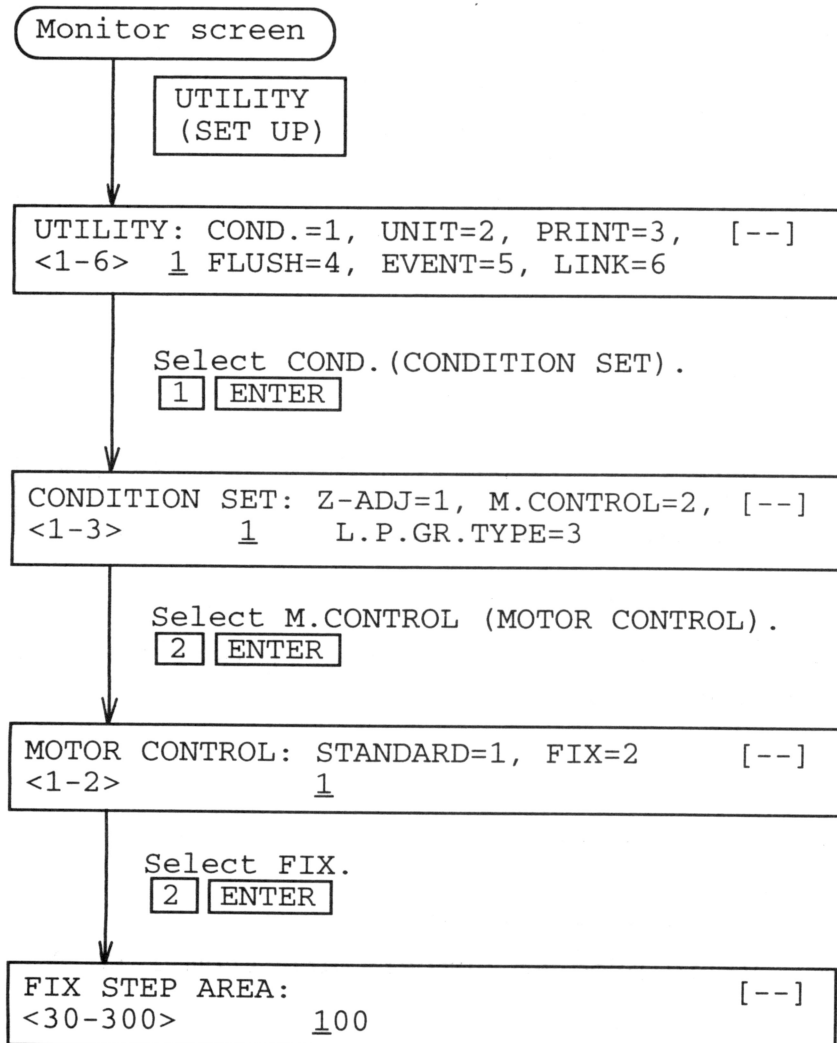 Monitor screen
UTILITY
(SET UP)
UTILITY: COND.=1, UNIT=2, PRINT=3, [--]
<1-6> 1 FLUSH=4, EVENT=5, LINK=6
Select COND.(CONDITION SET).
1 ENTER
CONDITION SET: Z-ADJ=1, M.CONTROL=2, [--]
<1-3> 1 L.P.GR.TYPE=3
Select M.CONTROL (MOTOR CONTROL).
2 ENTER
MOTOR CONTROL: STANDARD=1, FIX=2 [--]
<1-2> 1
Select FIX.
2 ENTER
FIX STEP AREA: [--]
<30-300> 100